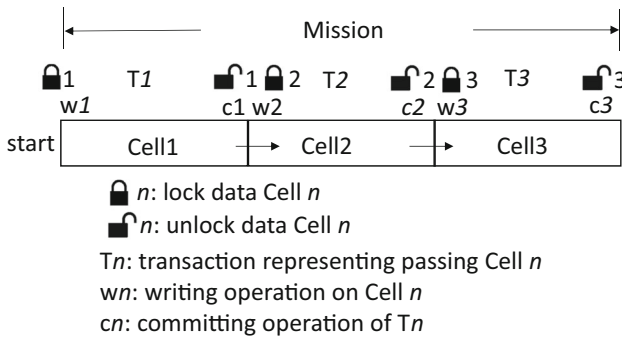 Mission
1 T1 1 2 T2 2 3 T3 3
w1 c1 w2 c2 w3 c3
start Cell1 Cell2 Cell3
n: lock data Cell n
n: unlock data Cell n
Tn: transaction representing passing Cell n
wn: writing operation on Cell n
cn: committing operation of Tn